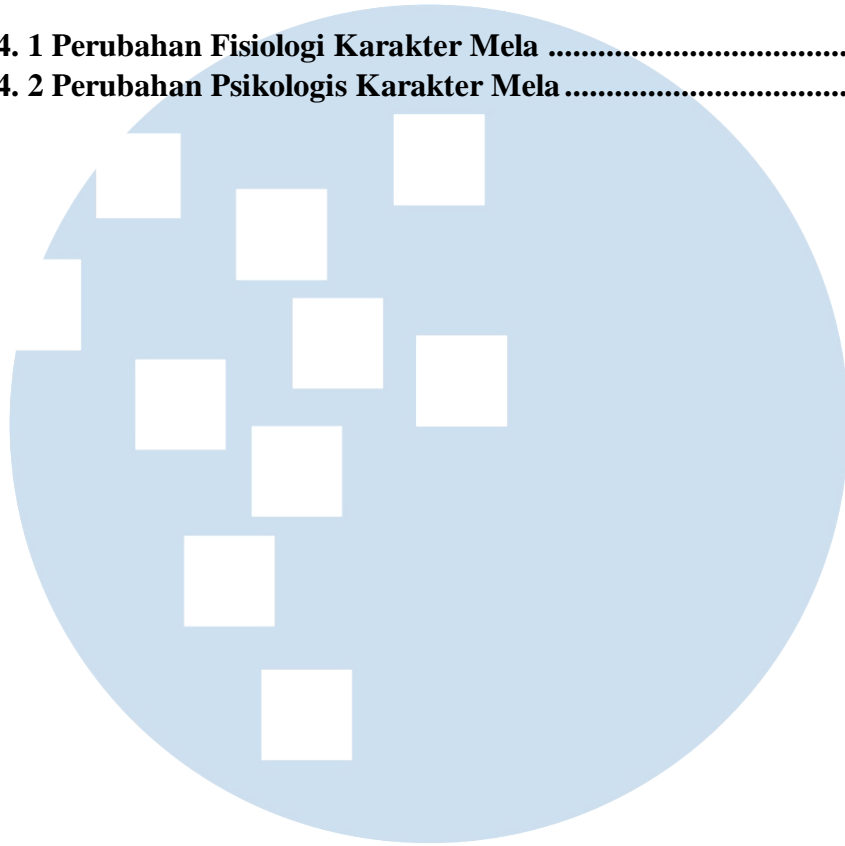 4. 1 Perubahan Fisiologi Karakter Mela ....................................
4. 2 Perubahan Psikologis Karakter Mela ..................................